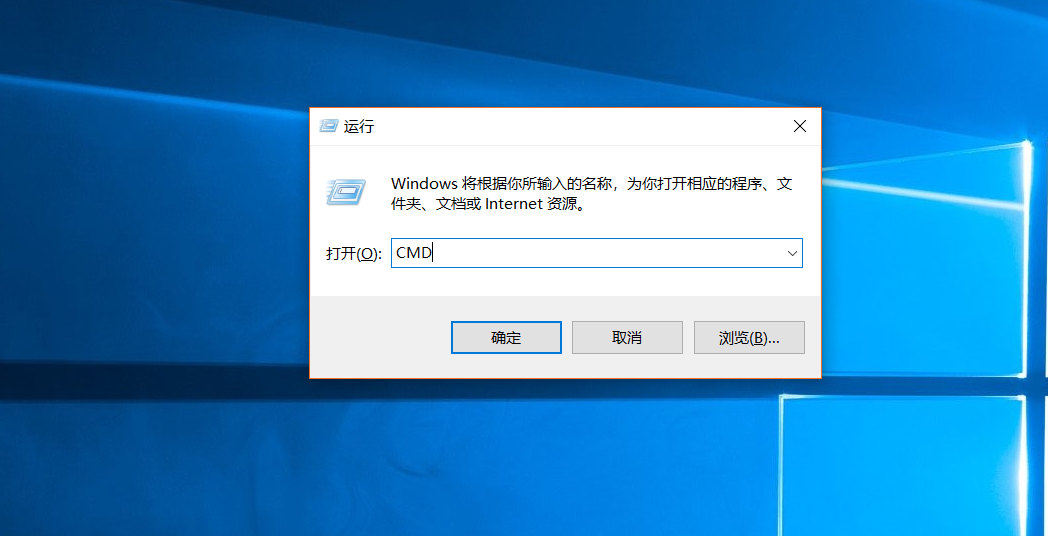 运行
Windows 将根据你所输入的名称，为你打开相应的程序、文
件夹、文档或 Internet 资源。
打开(O): CMD
确定 取消 浏览(B)...